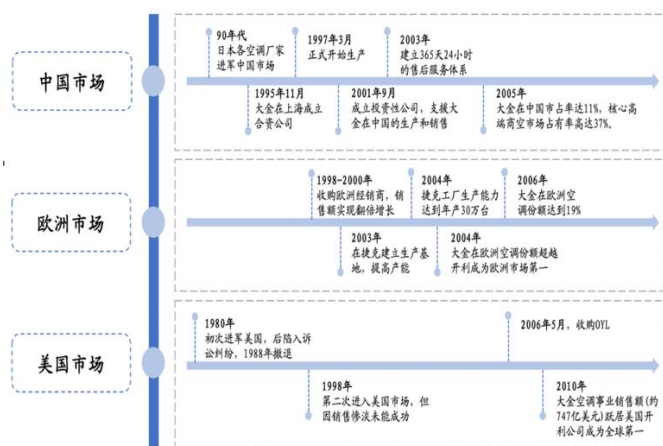 中国市场
90年代
日本各空调厂家
进军中国市场
1997年3月
正式开始生产
2003年
建立365天24小时
的售后服务体系
1995年11月
大金在上海成立
合资公司
2001年9月
成立投资性公司，支援大
金在中国的生产和销售
2005年
大金在中国市占率达11%，核心高
端商空市场占有率高达37%。
欧洲市场
1998-2000年
收购欧洲经销商，销
售额实现翻倍增长
2004年
捷克工厂生产能力
达到年产30万台
2006年
大金在欧洲空
调份额达到19%
2003年
在捷克建立生产基
地，提高产能
2004年
大金在欧洲空调份额超越
开利成为欧洲市场第一
美国市场
1980年
初次进军美国，后陷入诉
讼纠纷，1988年撤退
2006年5月，收购OYL
1998年
第二次进入美国市场，但
因销售惨淡未能成功
2010年
大金空调事业销售额(约
747亿美元)跃居美国开
利公司成为全球第一